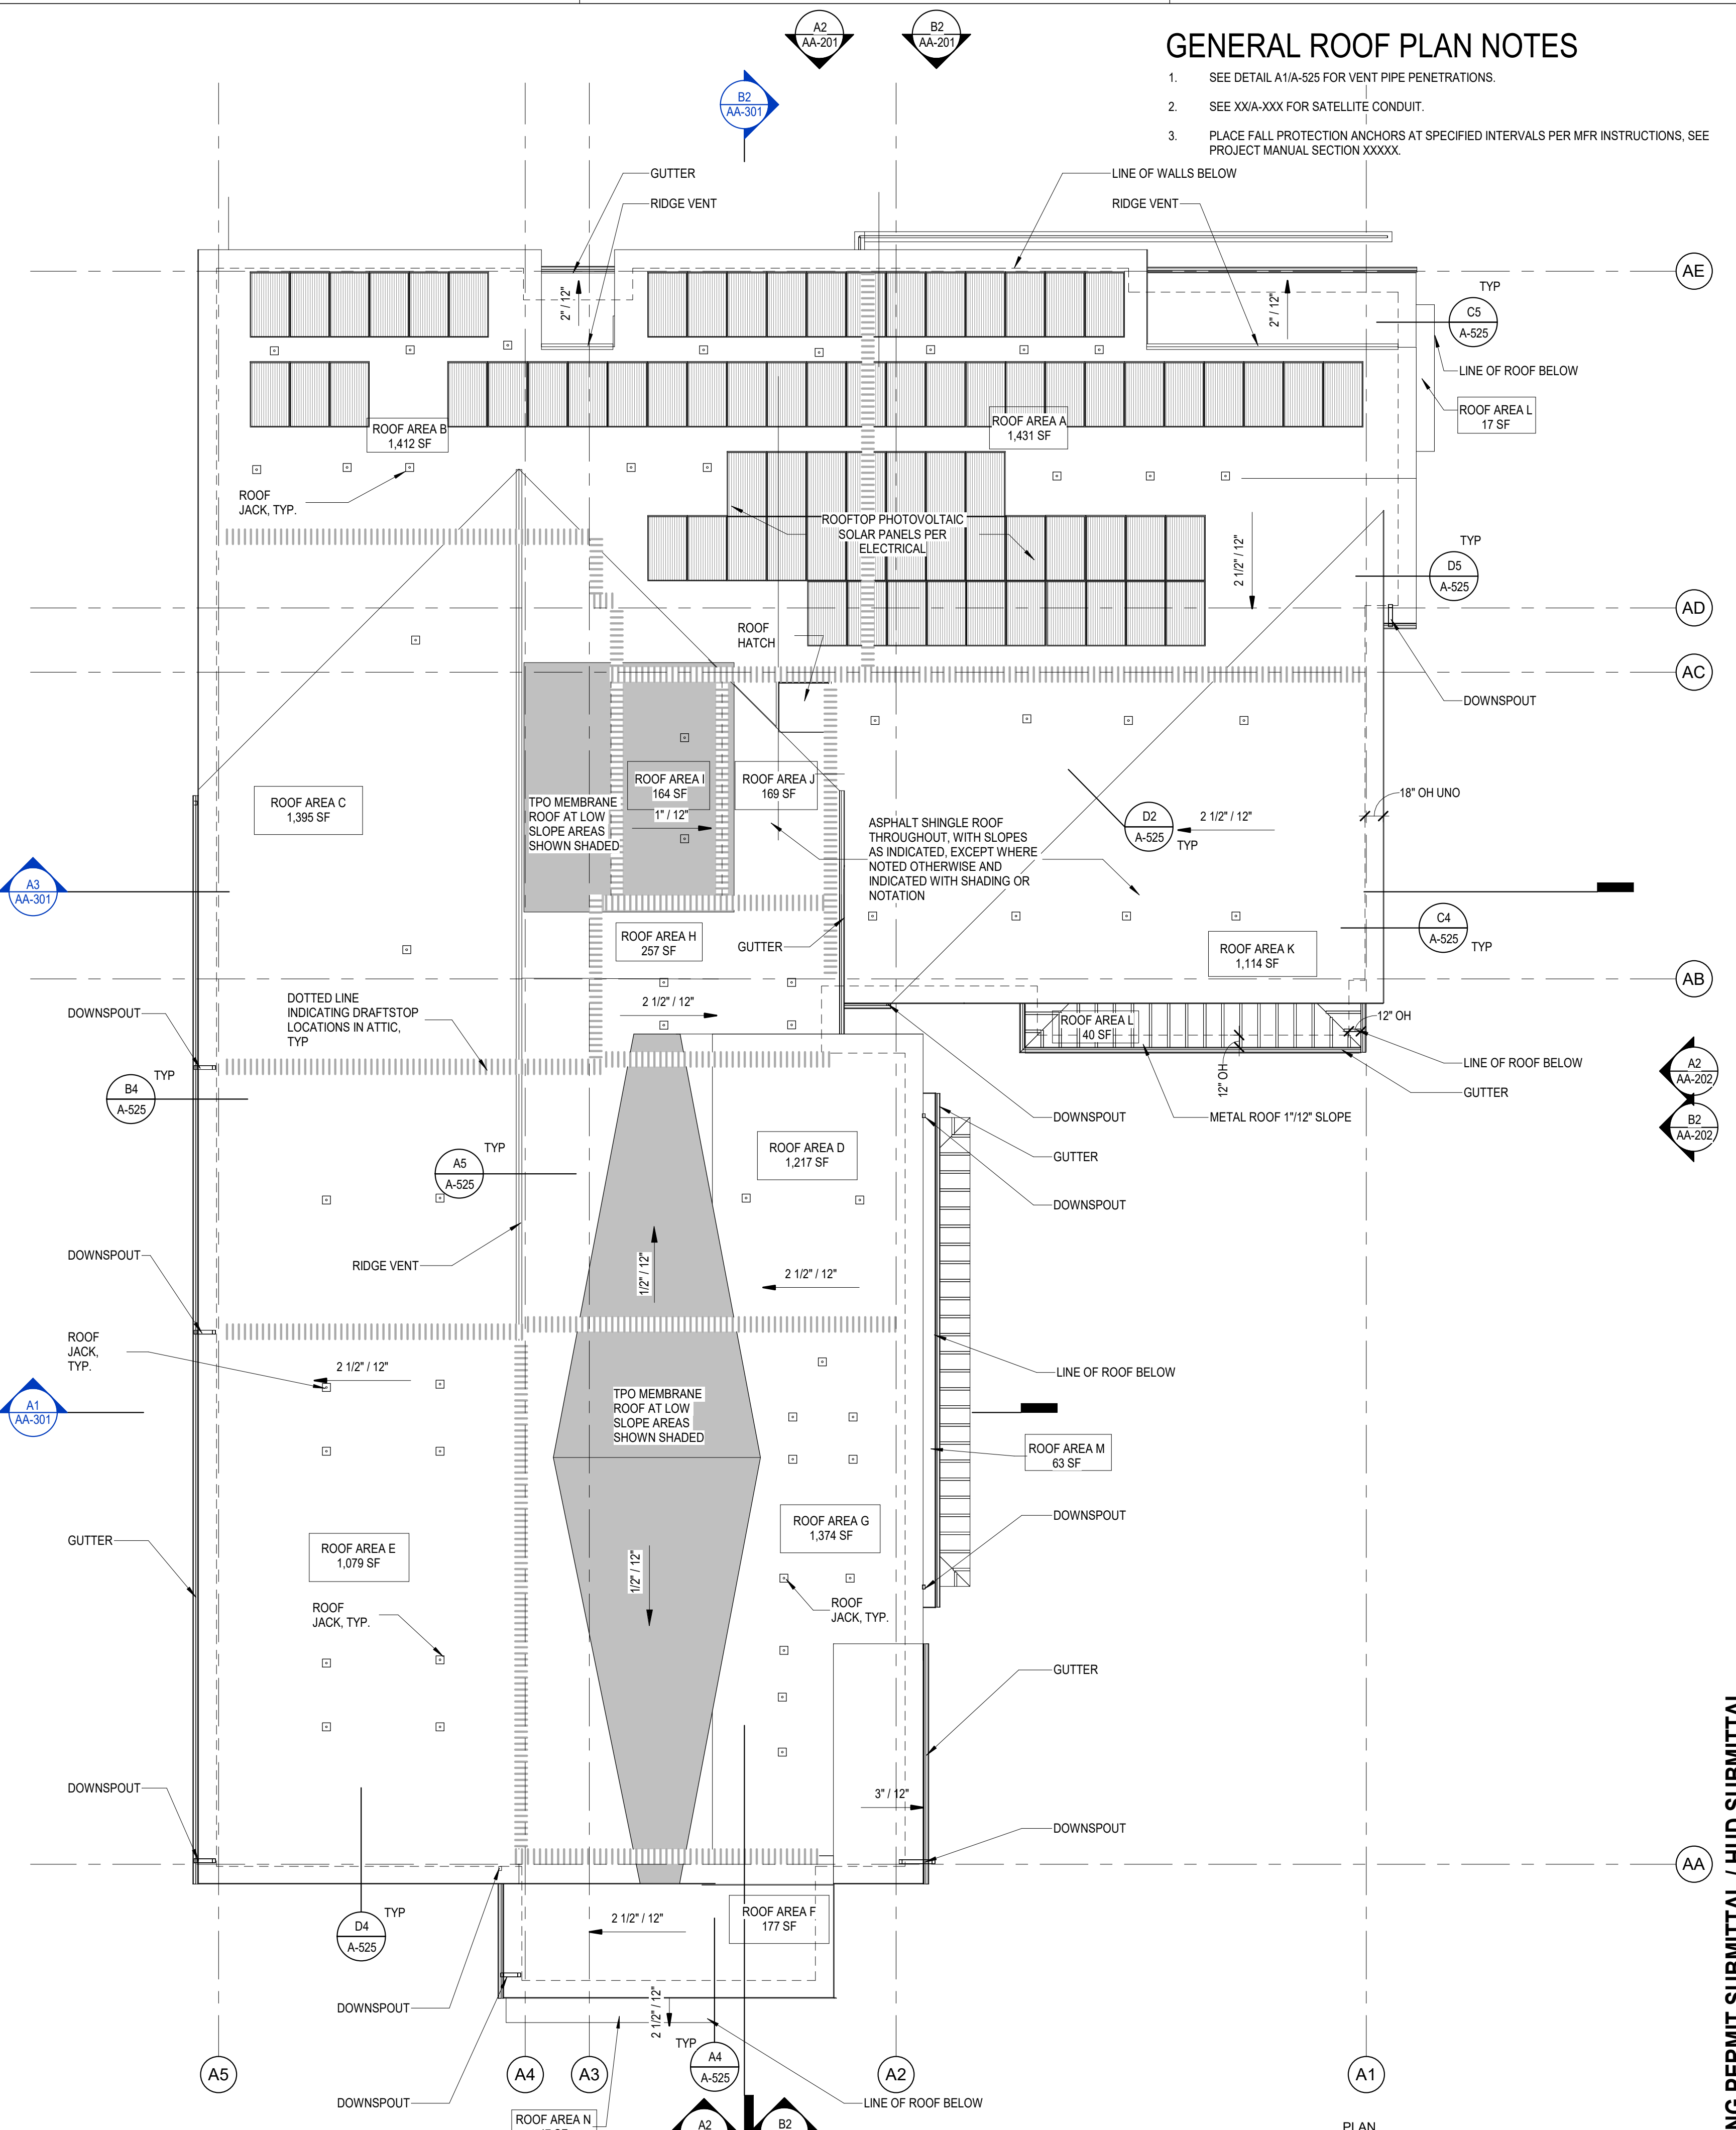 A2
AA-201
B2
AA-201
GENERAL ROOF PLAN NOTES
1. SEE DETAIL A1/A-525 FOR VENT PIPE PENETRATIONS.
2. SEE XX/A-XXX FOR SATELLITE CONDUIT.
3. PLACE FALL PROTECTION ANCHORS AT SPECIFIED INTERVALS PER MFR INSTRUCTIONS, SEE
PROJECT MANUAL SECTION XXXXX.
B2
AA-301
GUTTER
RIDGE VENT
LINE OF WALLS BELOW
RIDGE VENT
AE
2" / 12"
2" / 12"
TYP
C5
A-525
LINE OF ROOF BELOW
ROOF AREA L
17 SF
ROOF AREA B
1,412 SF
ROOF AREA A
1,431 SF
ROOF
JACK, TYP.
ROOFTOP PHOTOVOLTAIC
SOLAR PANELS PER
ELECTRICAL
2 1/2" / 12"
TYP
D5
A-525
AD
ROOF
HATCH
AC
DOWNSPOUT
ROOF AREA C
1,395 SF
TPO MEMBRANE
ROOF AT LOW
SLOPE AREAS
SHOWN SHADED
ROOF AREA I
164 SF
1" / 12"
ROOF AREA J
169 SF
ASPHALT SHINGLE ROOF
THROUGHOUT, WITH SLOPES
AS INDICATED, EXCEPT WHERE
NOTED OTHERWISE AND
INDICATED WITH SHADING OR
NOTATION
D2
A-525
TYP
2 1/2" / 12"
18" OH UNO
A3
AA-301
C4
A-525
TYP
ROOF AREA H
257 SF
GUTTER
ROOF AREA K
1,114 SF
AB
DOTTED LINE
INDICATING DRAFTSTOP
LOCATIONS IN ATTIC,
TYP
2 1/2" / 12"
DOWNSPOUT
ROOF AREA L
40 SF
12" OH
12" OH
LINE OF ROOF BELOW
GUTTER
METAL ROOF 1"/12" SLOPE
A2
AA-202
B2
AA-202
TYP
B4
A-525
DOWNSPOUT
GUTTER
DOWNSPOUT
ROOF AREA D
1,217 SF
TYP
A5
A-525
DOWNSPOUT
RIDGE VENT
1/2" / 12"
2 1/2" / 12"
ROOF
JACK,
TYP.
2 1/2" / 12"
LINE OF ROOF BELOW
A1
AA-301
TPO MEMBRANE
ROOF AT LOW
SLOPE AREAS
SHOWN SHADED
ROOF AREA M
63 SF
DOWNSPOUT
GUTTER
ROOF AREA E
1,079 SF
ROOF AREA G
1,374 SF
1/2" / 12"
ROOF
JACK, TYP.
ROOF
JACK, TYP.
GUTTER
DOWNSPOUT
3" / 12"
DOWNSPOUT
AA
TYP
D4
A-525
2 1/2" / 12"
ROOF AREA F
177 SF
DOWNSPOUT
2 1/2" / 12"
TYP
A4
A-525
A5
A4
A3
A2
A1
DOWNSPOUT
LINE OF ROOF BELOW
ROOF AREA N
A2
B2
PLAN
PERMIT SUBMITTAL / HUD SUBMITTAL